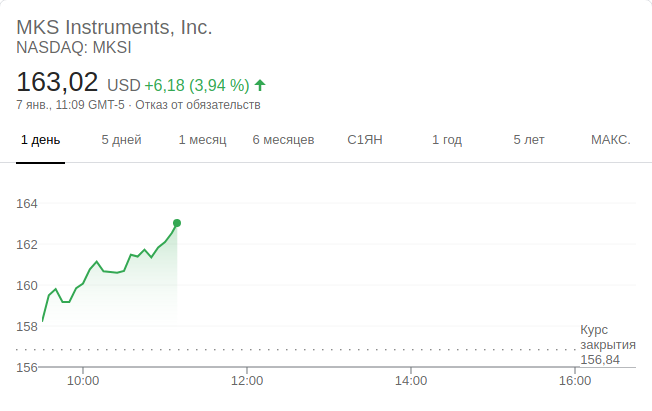 MKS Instruments, Inc.
NASDAQ: MKSI
163,02 USD +6,18 (3,94 %)
7 янв., 11:09 GMT-5 · Отказ от обязательств
1 день 5 дней 1 месяц 6 месяцев С1ЯН 1 год 5 лет МАКС.
164
162
160
158
Курс
закрытия
156,84
156
10:00 12:00 14:00 16:00